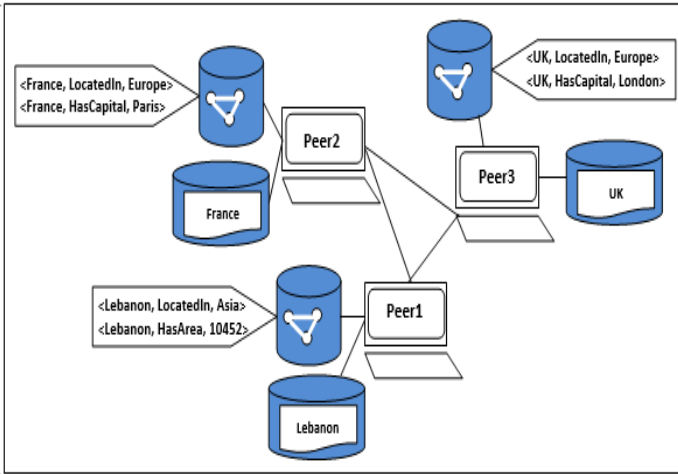 <France, LocatedIn, Europe>
<France, HasCapital, Paris>
Peer2
France
<UK, LocatedIn, Europe>
<UK, HasCapital, London>
Peer3
UK
<Lebanon, LocatedIn, Asia>
<Lebanon, HasArea, 10452>
Peer1
Lebanon